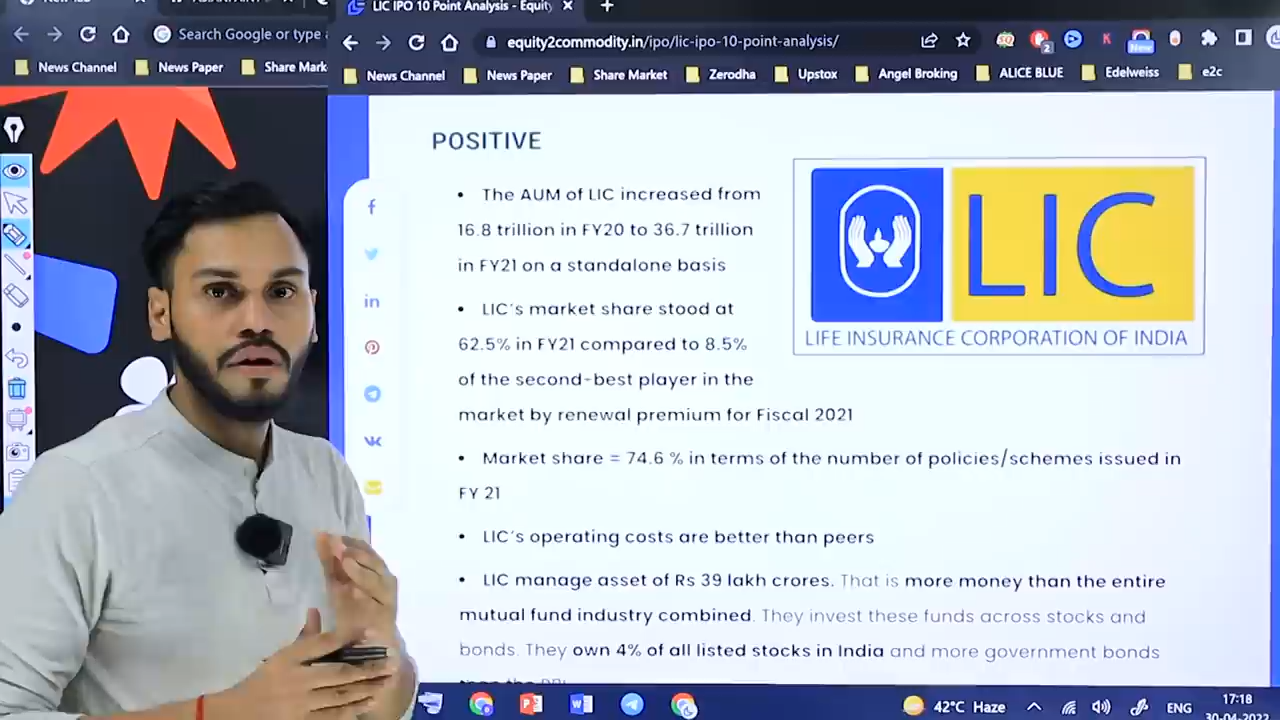 LIC IPO 10 Point Analysis - Equity
Search Google or type a
equity2commodity.in/ipo/lic-ipo-10-point-analysis/
2
New
News Channel
News Paper
Share Mark
News Channel
News Paper
Share Market
Zerodha
Upstox
Angel Broking
ALICE BLUE
Edelweiss
e2c
POSITIVE
• The AUM of LIC increased from
16.8 trillion in FY20 to 36.7 trillion
in FY21 on a standalone basis
• LIC's market share stood at
62.5% in FY21 compared to 8.5%
of the second-best player in the
market by renewal premium for Fiscal 2021
• Market share = 74.6 % in terms of the number of policies/schemes issued in
FY 21
• LIC's operating costs are better than peers
• LIC manage asset of Rs 39 lakh crores. That is more money than the entire
mutual fund industry combined. They invest these funds across stocks and
bonds. They own 4% of all listed stocks in India and more government bonds
LIC
LIFE INSURANCE CORPORATION OF INDIA
42°C Haze
ENG
17:18
30-04-2022